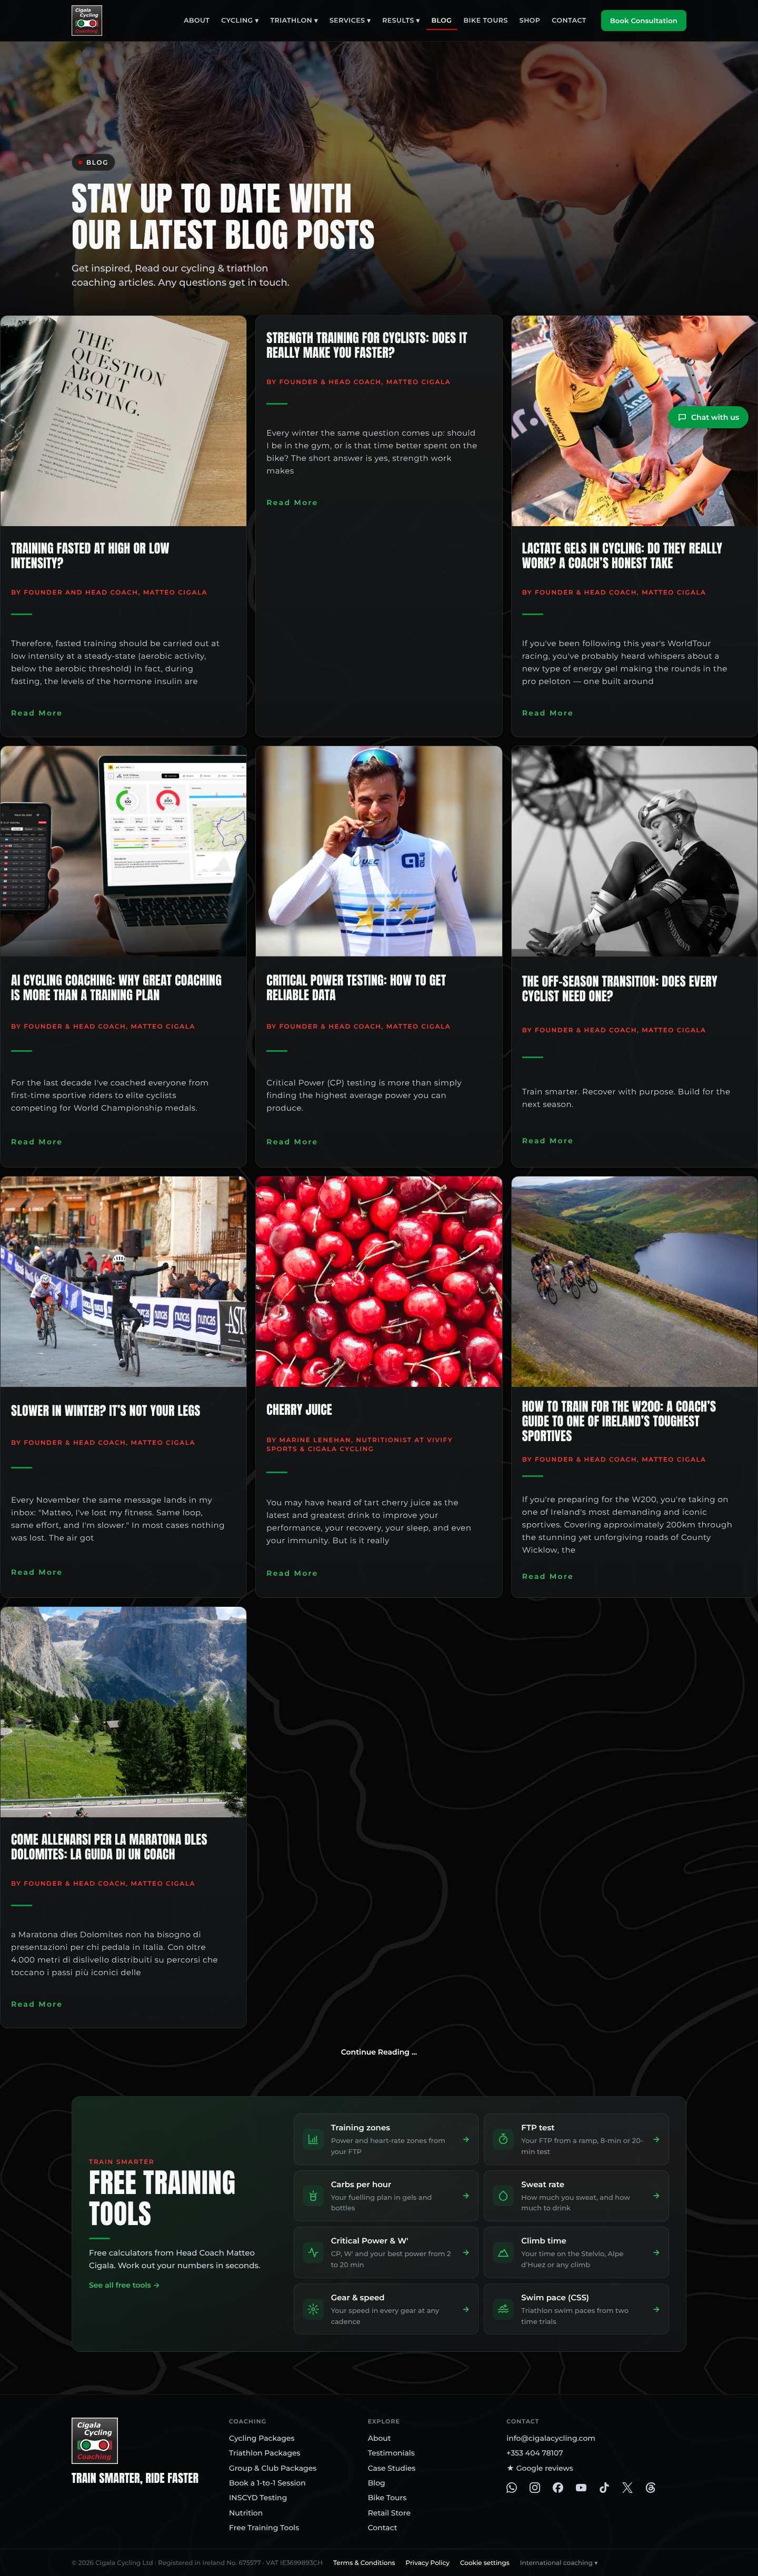 Cigala
Cycling
Coaching
ABOUT CYCLING ▾ TRIATHLON ▾ SERVICES ▾ RESULTS ▾ BLOG BIKE TOURS SHOP CONTACT Book Consultation
BLOG
STAY UP TO DATE WITH
OUR LATEST BLOG POSTS
Get inspired, Read our cycling & triathlon
coaching articles. Any questions get in touch.
THE
QUESTION
ABOUT
FASTING.
TRAINING FASTED AT HIGH OR LOW
INTENSITY?
BY FOUNDER AND HEAD COACH, MATTEO CIGALA
Therefore, fasted training should be carried out at
low intensity at a steady-state (aerobic activity,
below the aerobic threshold) In fact, during
fasting, the levels of the hormone insulin are
Read More
STRENGTH TRAINING FOR CYCLISTS: DOES IT
REALLY MAKE YOU FASTER?
BY FOUNDER & HEAD COACH, MATTEO CIGALA
Every winter the same question comes up: should
I be in the gym, or is that time better spent on the
bike? The short answer is yes, strength work
makes
Read More
Chat with us
LACTATE GELS IN CYCLING: DO THEY REALLY
WORK? A COACH'S HONEST TAKE
BY FOUNDER & HEAD COACH, MATTEO CIGALA
If you've been following this year's WorldTour
racing, you've probably heard whispers about a
new type of energy gel making the rounds in the
pro peloton — one built around
Read More
AI CYCLING COACHING: WHY GREAT COACHING
IS MORE THAN A TRAINING PLAN
BY FOUNDER & HEAD COACH, MATTEO CIGALA
For the last decade I've coached everyone from
first-time sportive riders to elite cyclists
competing for World Championship medals.
Read More
UEC
CRITICAL POWER TESTING: HOW TO GET
RELIABLE DATA
BY FOUNDER & HEAD COACH, MATTEO CIGALA
Critical Power (CP) testing is more than simply
finding the highest average power you can
produce.
Read More
THE OFF-SEASON TRANSITION: DOES EVERY
CYCLIST NEED ONE?
BY FOUNDER & HEAD COACH, MATTEO CIGALA
Train smarter. Recover with purpose. Build for the
next season.
Read More
nuncas
SLOWER IN WINTER? IT'S NOT YOUR LEGS
BY FOUNDER & HEAD COACH, MATTEO CIGALA
Every November the same message lands in my
inbox: "Matteo, I've lost my fitness. Same loop,
same effort, and I'm slower." In most cases nothing
was lost. The air got
Read More
CHERRY JUICE
BY MARINE LENEHAN, NUTRITIONIST AT VIVIFY
SPORTS & CIGALA CYCLING
You may have heard of tart cherry juice as the
latest and greatest drink to improve your
performance, your recovery, your sleep, and even
your immunity. But is it really
Read More
HOW TO TRAIN FOR THE W200: A COACH'S
GUIDE TO ONE OF IRELAND'S TOUGHEST
SPORTIVES
BY FOUNDER & HEAD COACH, MATTEO CIGALA
If you're preparing for the W200, you're taking on
one of Ireland's most demanding and iconic
sportives. Covering approximately 200km through
the stunning yet unforgiving roads of County
Wicklow, the
Read More
COME ALLENARSI PER LA MARATONA DLES
DOLOMITES: LA GUIDA DI UN COACH
BY FOUNDER & HEAD COACH, MATTEO CIGALA
a Maratona dles Dolomites non ha bisogno di
presentazioni per chi pedala in Italia. Con oltre
4.000 metri di dislivello distribuiti su percorsi che
toccano i passi più iconici delle
Read More
Continue Reading ...
TRAIN SMARTER
FREE TRAINING
TOOLS
Free calculators from Head Coach Matteo
Cigala. Work out your numbers in seconds.
See all free tools →
Training zones
Power and heart-rate zones from
your FTP
→
FTP test
Your FTP from a ramp, 8-min or 20-
min test
→
Carbs per hour
Your fuelling plan in gels and
bottles
→
Sweat rate
How much you sweat, and how
much to drink
→
Critical Power & W'
CP, W' and your best power from 2
to 20 min
→
Climb time
Your time on the Stelvio, Alpe
d'Huez or any climb
→
Gear & speed
Your speed in every gear at any
cadence
→
Swim pace (CSS)
Triathlon swim paces from two
time trials
→
Cigala
Cycling
Coaching
TRAIN SMARTER, RIDE FASTER
COACHING
Cycling Packages
Triathlon Packages
Group & Club Packages
Book a 1-to-1 Session
INSCYD Testing
Nutrition
Free Training Tools
EXPLORE
About
Testimonials
Case Studies
Blog
Bike Tours
Retail Store
Contact
CONTACT
info@cigalacycling.com
+353 404 78107
★ Google reviews
© 2026 Cigala Cycling Ltd · Registered in Ireland No. 675577 · VAT IE3699893CH Terms & Conditions Privacy Policy Cookie settings International coaching ▾